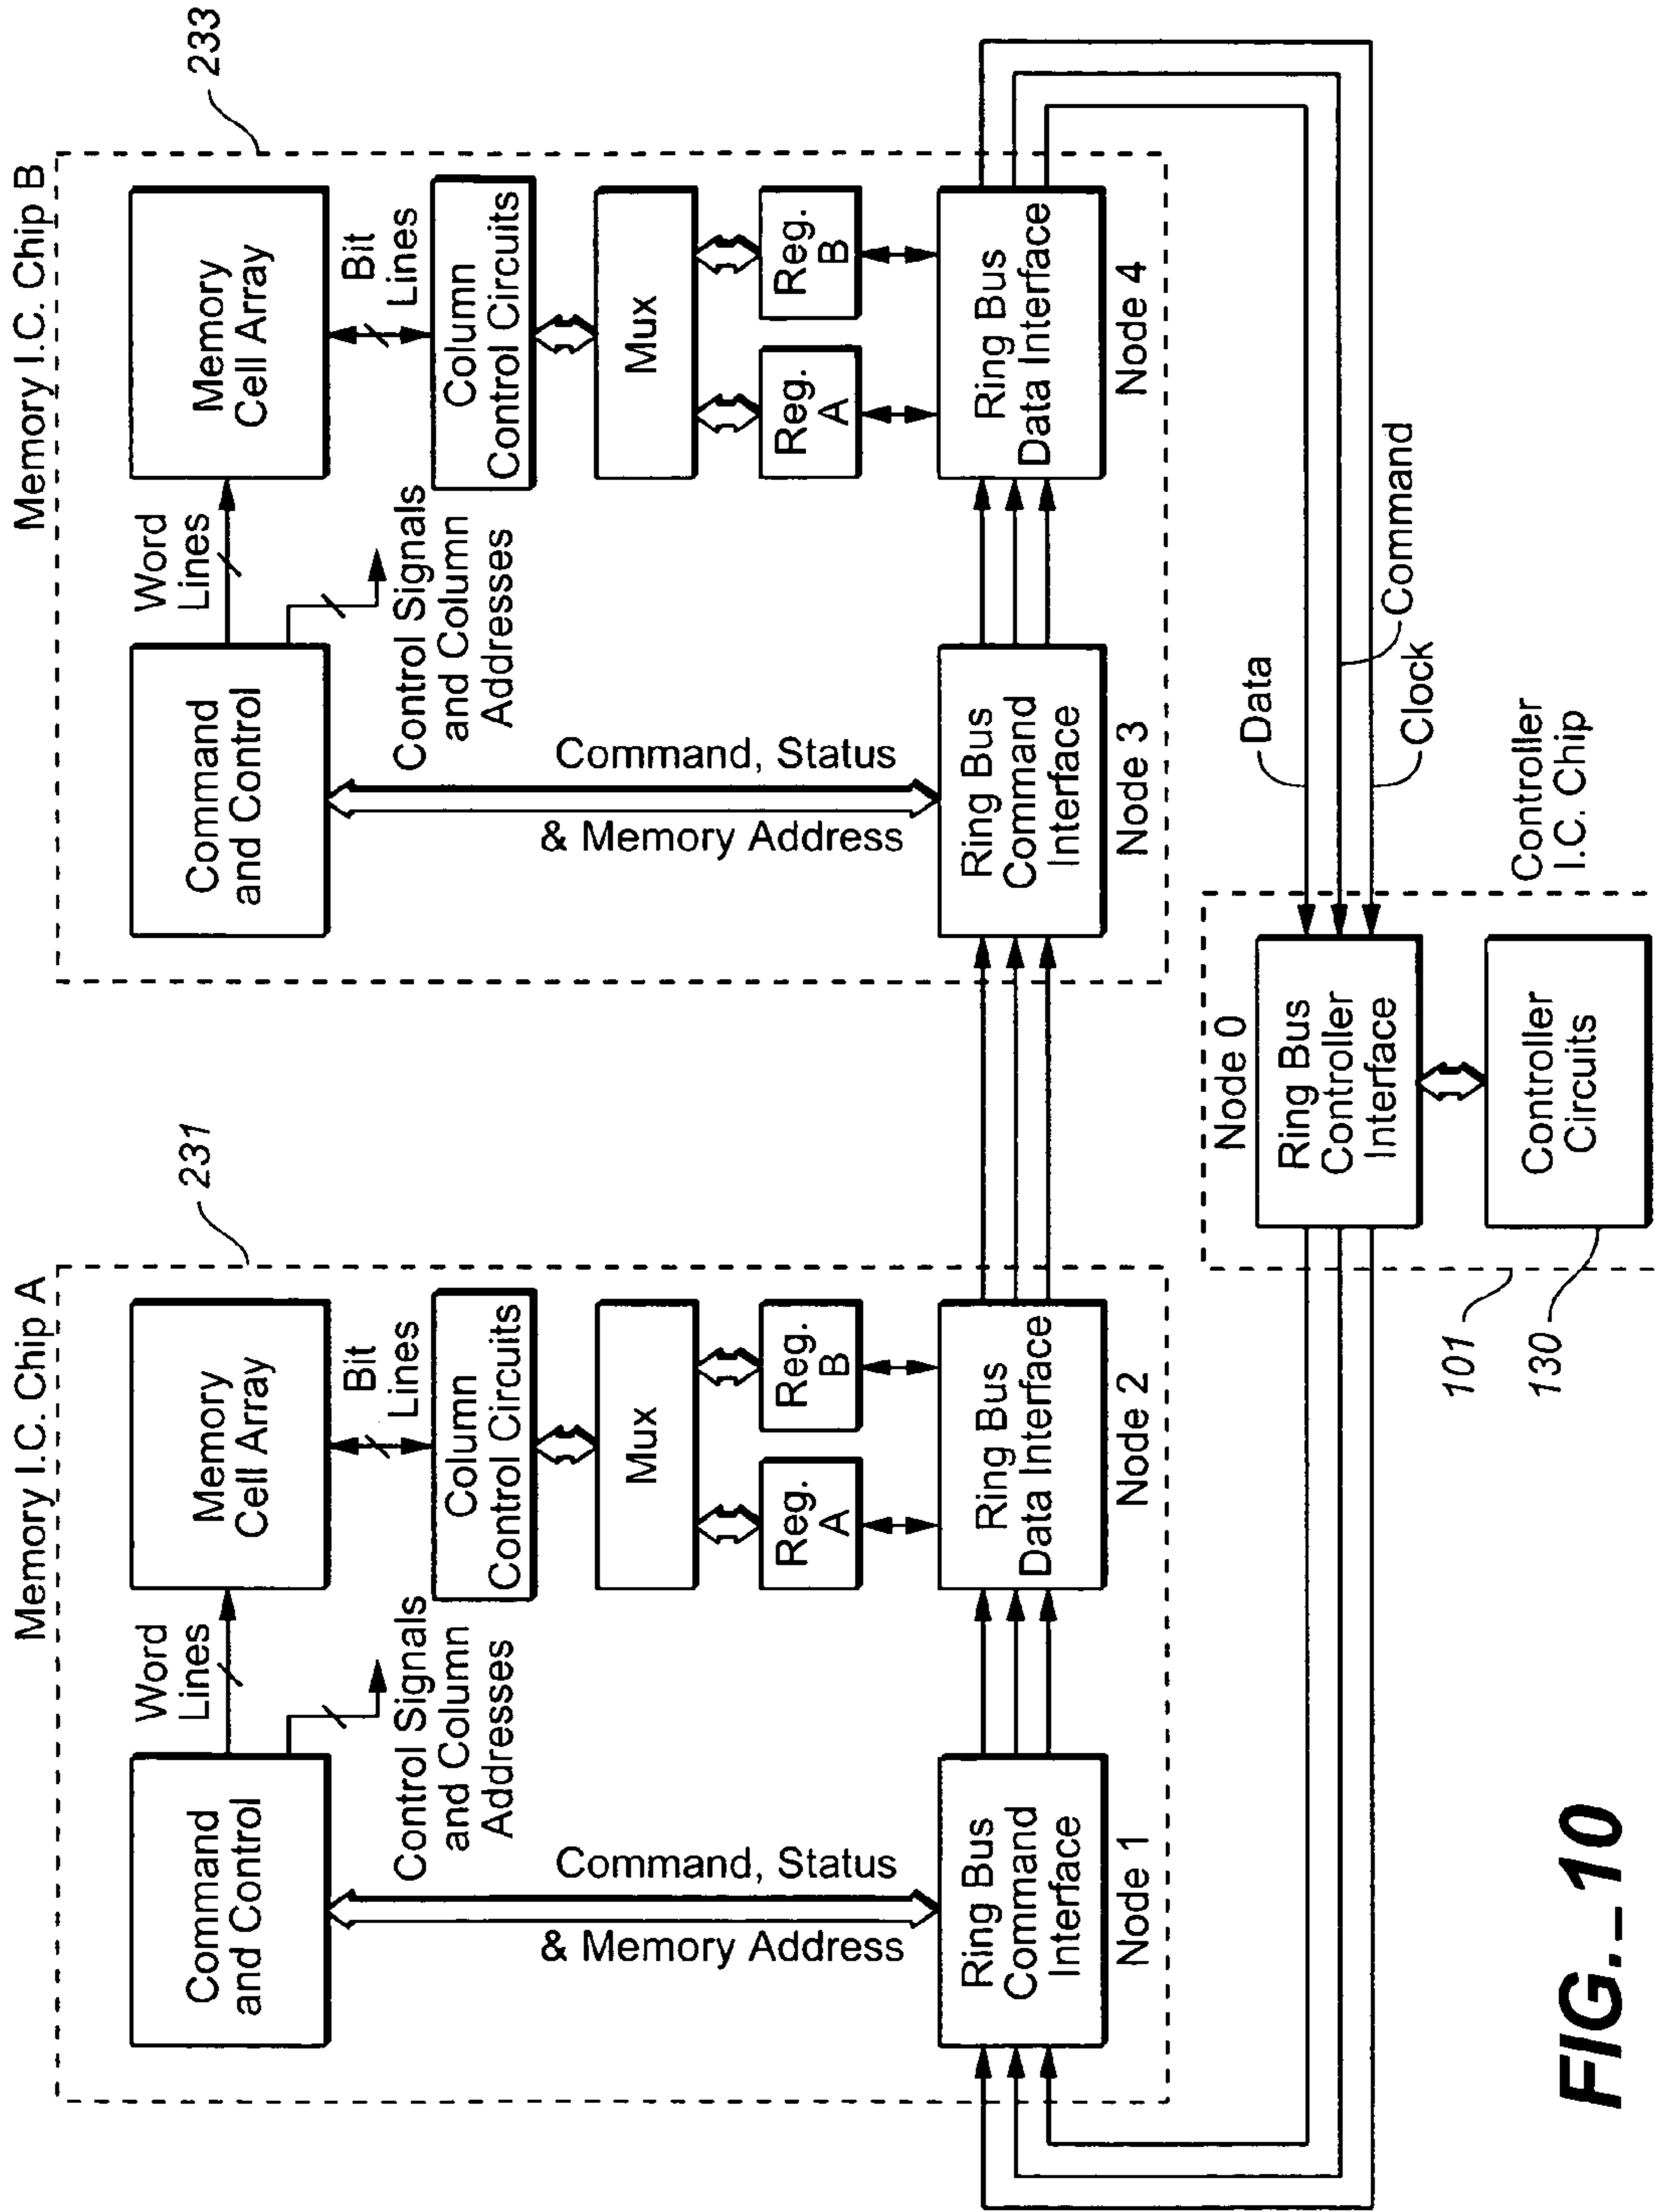 Memory I.C. Chip A
231
Command
and Control
Word
Lines
Memory
Cell Array
Control Signals
and Column
Addresses
Bit
Lines
Column
Control Circuits
Mux
Reg.
A
Reg.
B
Command, Status
& Memory Address
Ring Bus
Command
Interface
Node 1
Ring Bus
Data Interface
Node 2
Memory I.C. Chip B
233
Command
and Control
Word
Lines
Memory
Cell Array
Control Signals
and Column
Addresses
Bit
Lines
Column
Control Circuits
Mux
Reg.
A
Reg.
B
Command, Status
& Memory Address
Ring Bus
Command
Interface
Node 3
Ring Bus
Data Interface
Node 4
Node 0
Ring Bus
Controller
Interface
Controller
Circuits
101
130
Controller
I.C. Chip
Data
Command
Clock
FIG._10